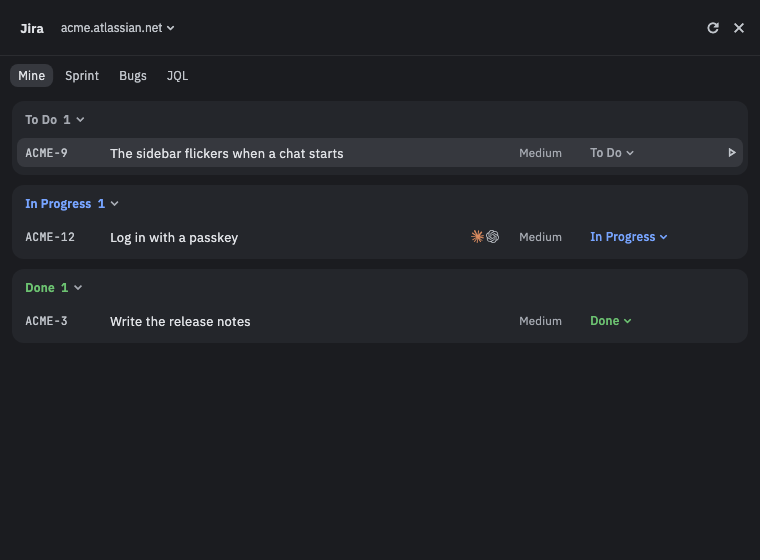 Jira acme.atlassian.net
Mine Sprint Bugs JQL
To Do 1
ACME-9 The sidebar flickers when a chat starts Medium To Do
In Progress 1
ACME-12 Log in with a passkey Medium In Progress
Done 1
ACME-3 Write the release notes Medium Done